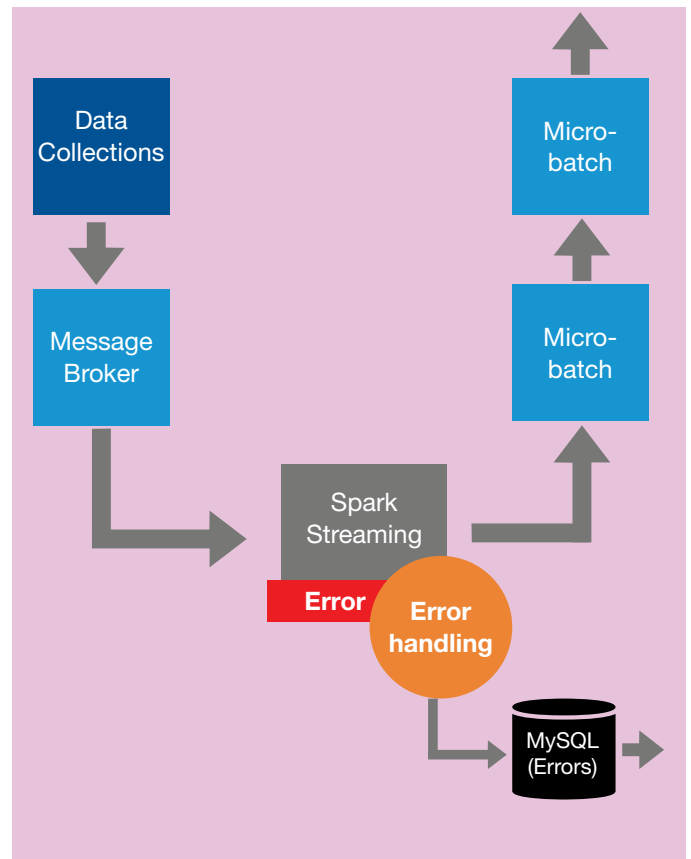 Data
Collections
Message
Broker
Spark
Streaming
Error
Error
handling
MySQL
(Errors)
Micro-
batch
Micro-
batch